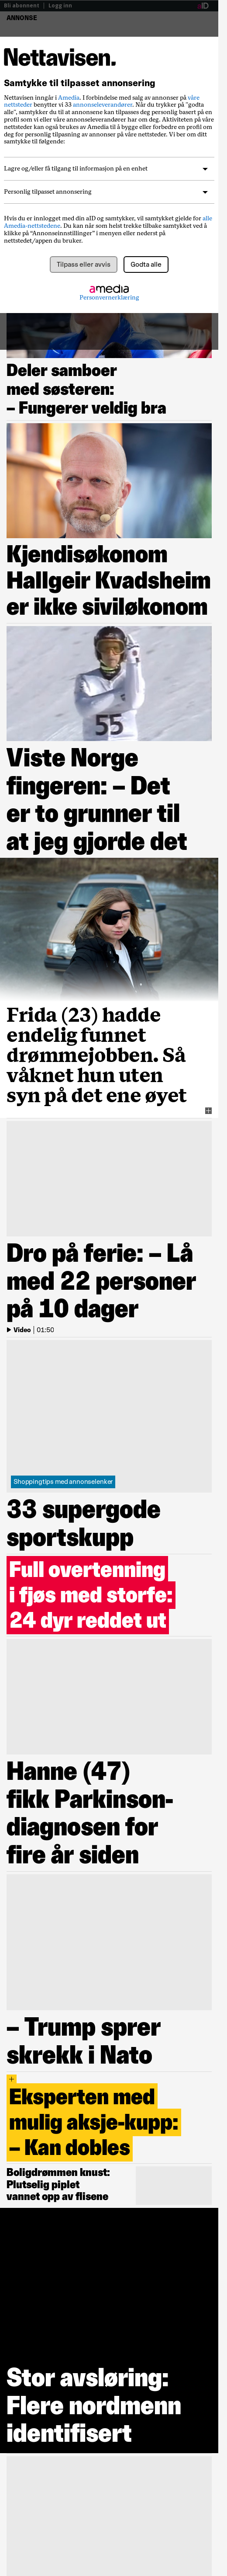 Bli abonnent | Logg inn
aID
ANNONSE
Nettavisen.
Samtykke til tilpasset annonsering
Nettavisen inngår i Amedia. I forbindelse med salg av annonser på våre
nettsteder benytter vi 33 annonseleverandører. Når du trykker på "godta
alle", samtykker du til at annonsene kan tilpasses deg personlig basert på en
profil med det våre annonseleverandører vet om deg. Aktiviteten på våre
nettsteder kan også brukes av Amedia til å bygge eller forbedre en profil om
deg for personlig tilpasning av annonser på våre nettsteder. Vi ber om ditt
samtykke til følgende:
Lagre og/eller få tilgang til informasjon på en enhet
Personlig tilpasset annonsering
Hvis du er innlogget med din aID og samtykker, vil samtykket gjelde for alle
Amedia-nettstedene. Du kan når som helst trekke tilbake samtykket ved å
klikke på “Annonseinnstillinger” i menyen eller nederst på
nettstedet/appen du bruker.
Tilpass eller avvis
Godta alle
amedia
Personvernerklæring
Deler samboer
med søsteren:
– Fungerer veldig bra
Kjendisøkonom
Hallgeir Kvadsheim
er ikke siviløkonom
55
Viste Norge
fingeren: – Det
er to grunner til
at jeg gjorde det
Frida (23) hadde
endelig funnet
drømmejobben. Så
våknet hun uten
syn på det ene øyet
Dro på ferie: – Lå
med 22 personer
på 10 dager
Video | 01:50
Shoppingtips med annonselenker
33 supergode
sportskupp
Full overtenning
i fjøs med storfe:
24 dyr reddet ut
Hanne (47)
fikk Parkinson-
diagnosen for
fire år siden
– Trump sprer
skrekk i Nato
+
Eksperten med
mulig aksje-kupp:
– Kan dobles
Boligdrømmen knust:
Plutselig piplet
vannet opp av flisene
Stor avsløring:
Flere nordmenn
identifisert